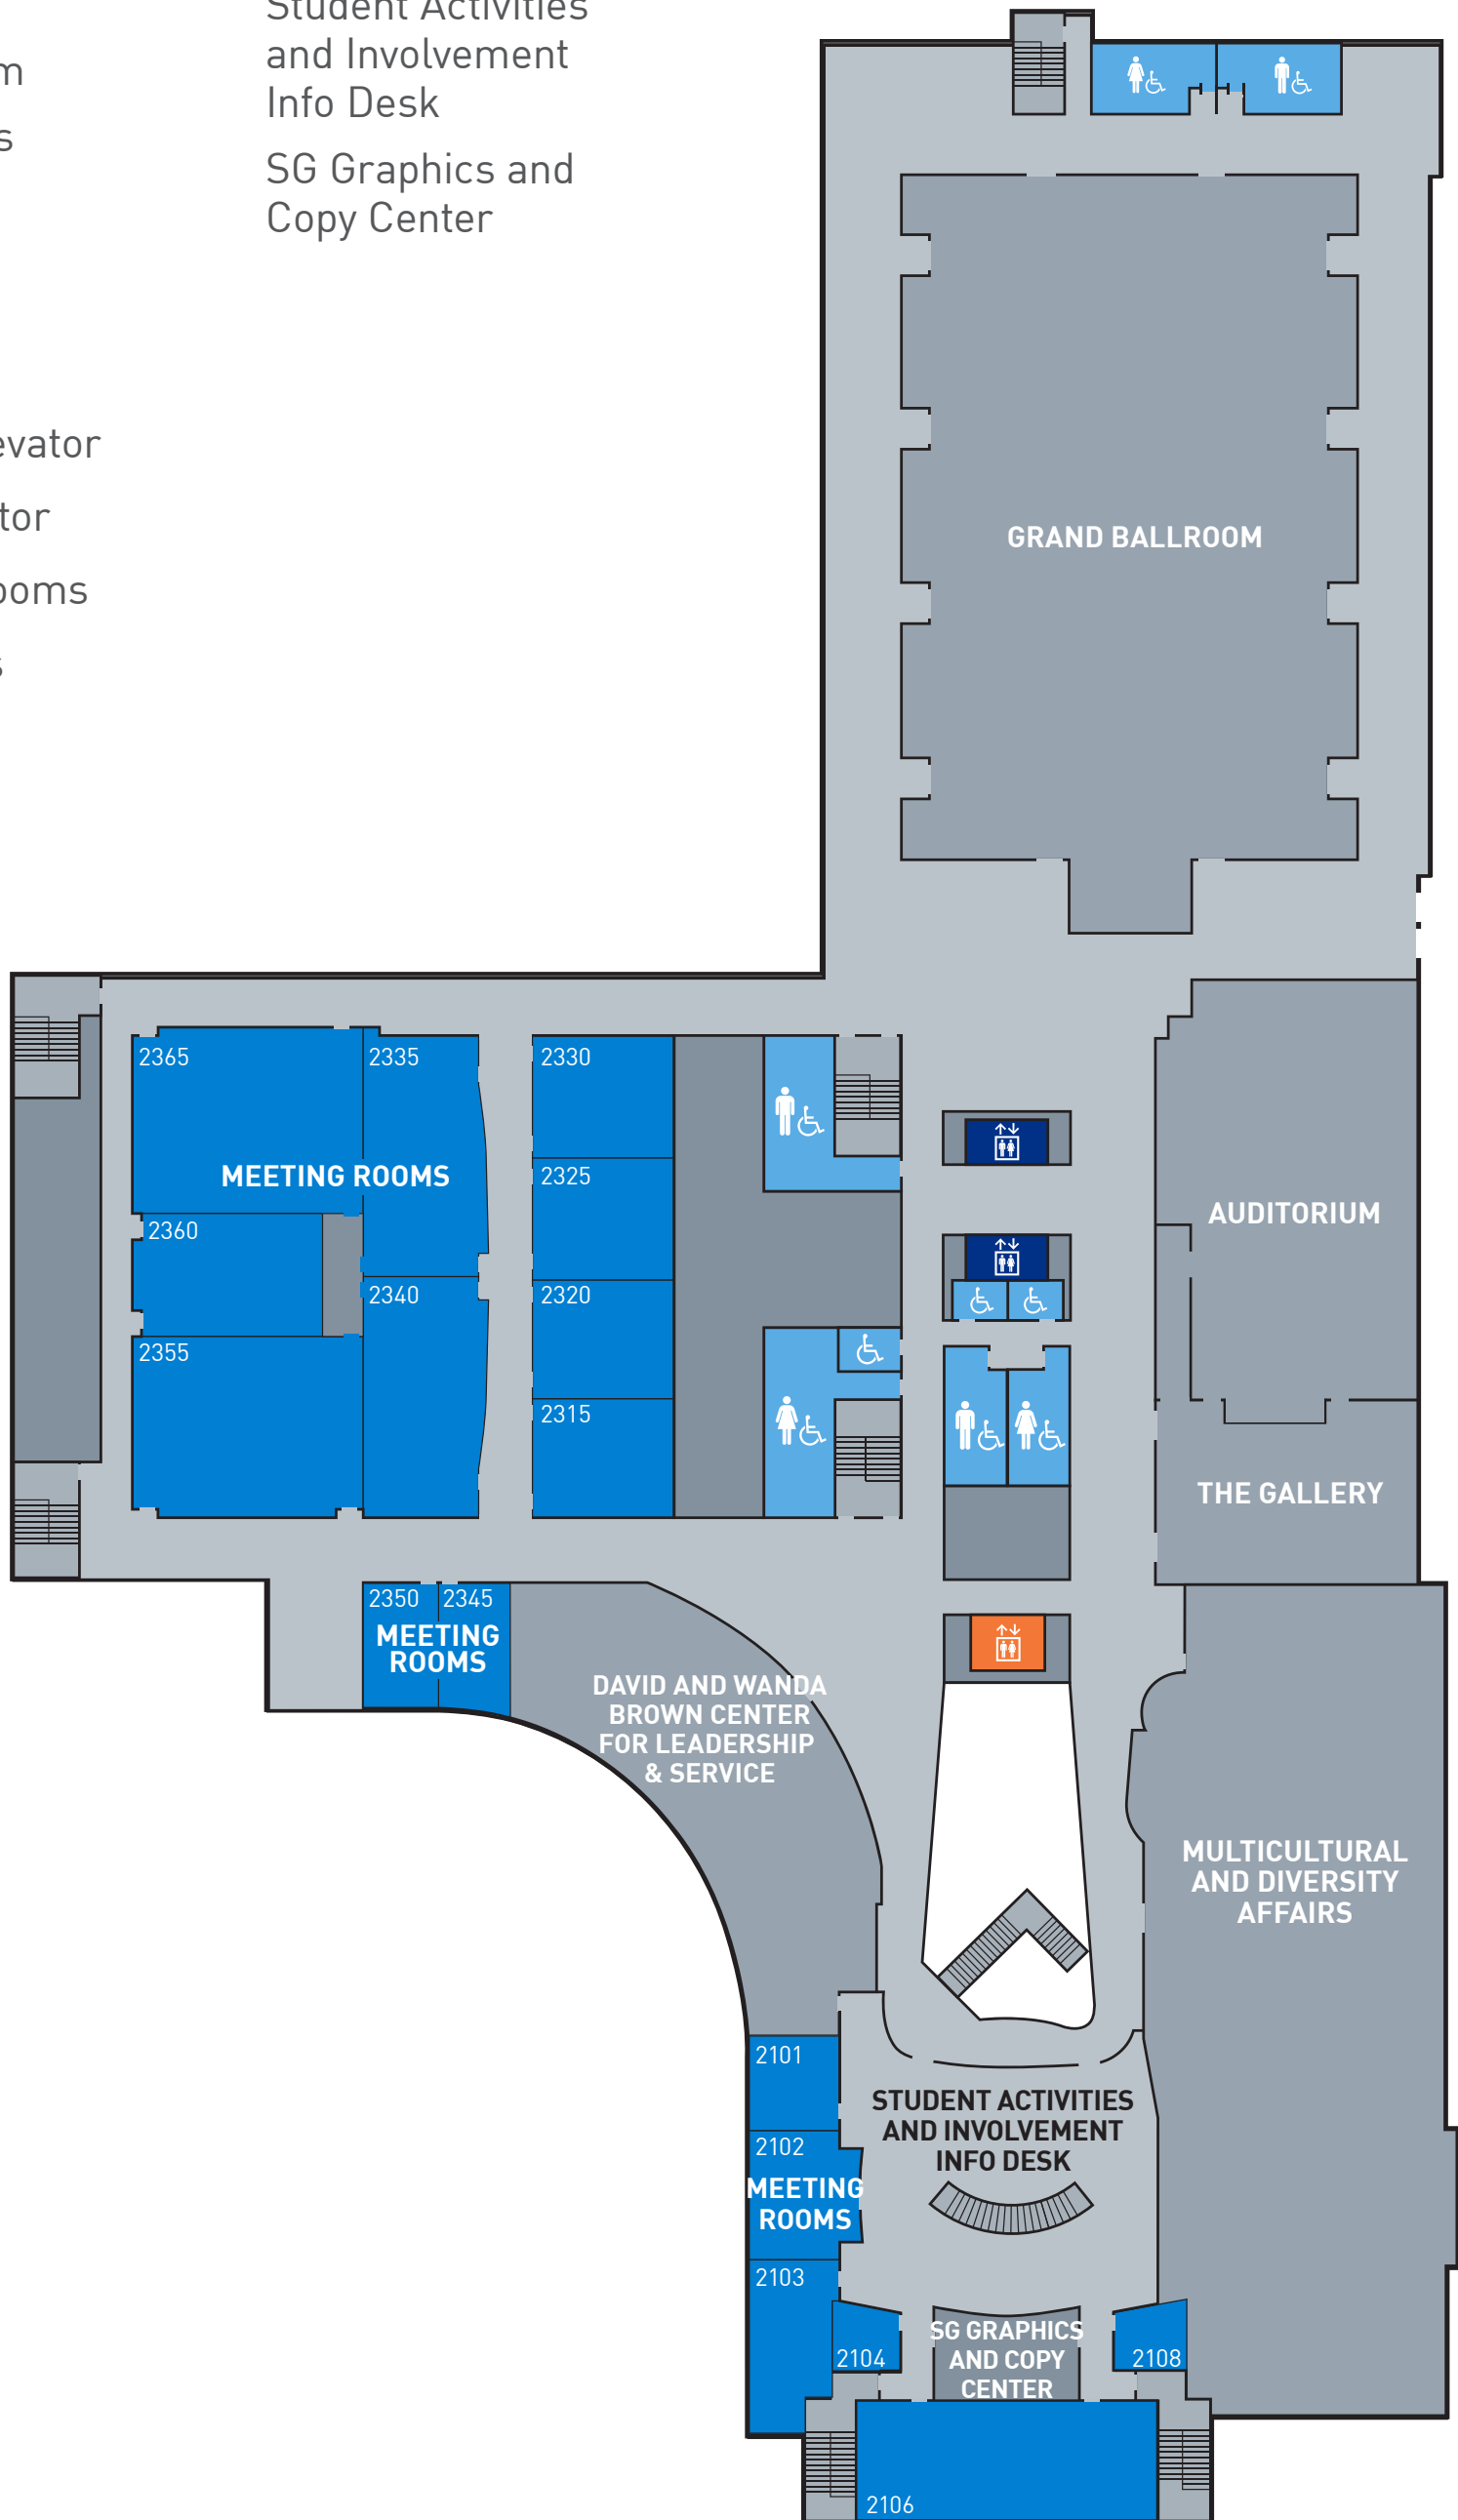 Student Activities
and Involvement
Info Desk
SG Graphics and
Copy Center
m
s
evator
tor
ooms
s
GRAND BALLROOM
2365
2335
2330
MEETING ROOMS
2325
2360
2340
2320
2355
2315
AUDITORIUM
THE GALLERY
2350
2345
MEETING
ROOMS
DAVID AND WANDA
BROWN CENTER
FOR LEADERSHIP
& SERVICE
MULTICULTURAL
AND DIVERSITY
AFFAIRS
2101
STUDENT ACTIVITIES
AND INVOLVEMENT
INFO DESK
2102
MEETING
ROOMS
2103
2104
SG GRAPHICS
AND COPY
CENTER
2108
2106